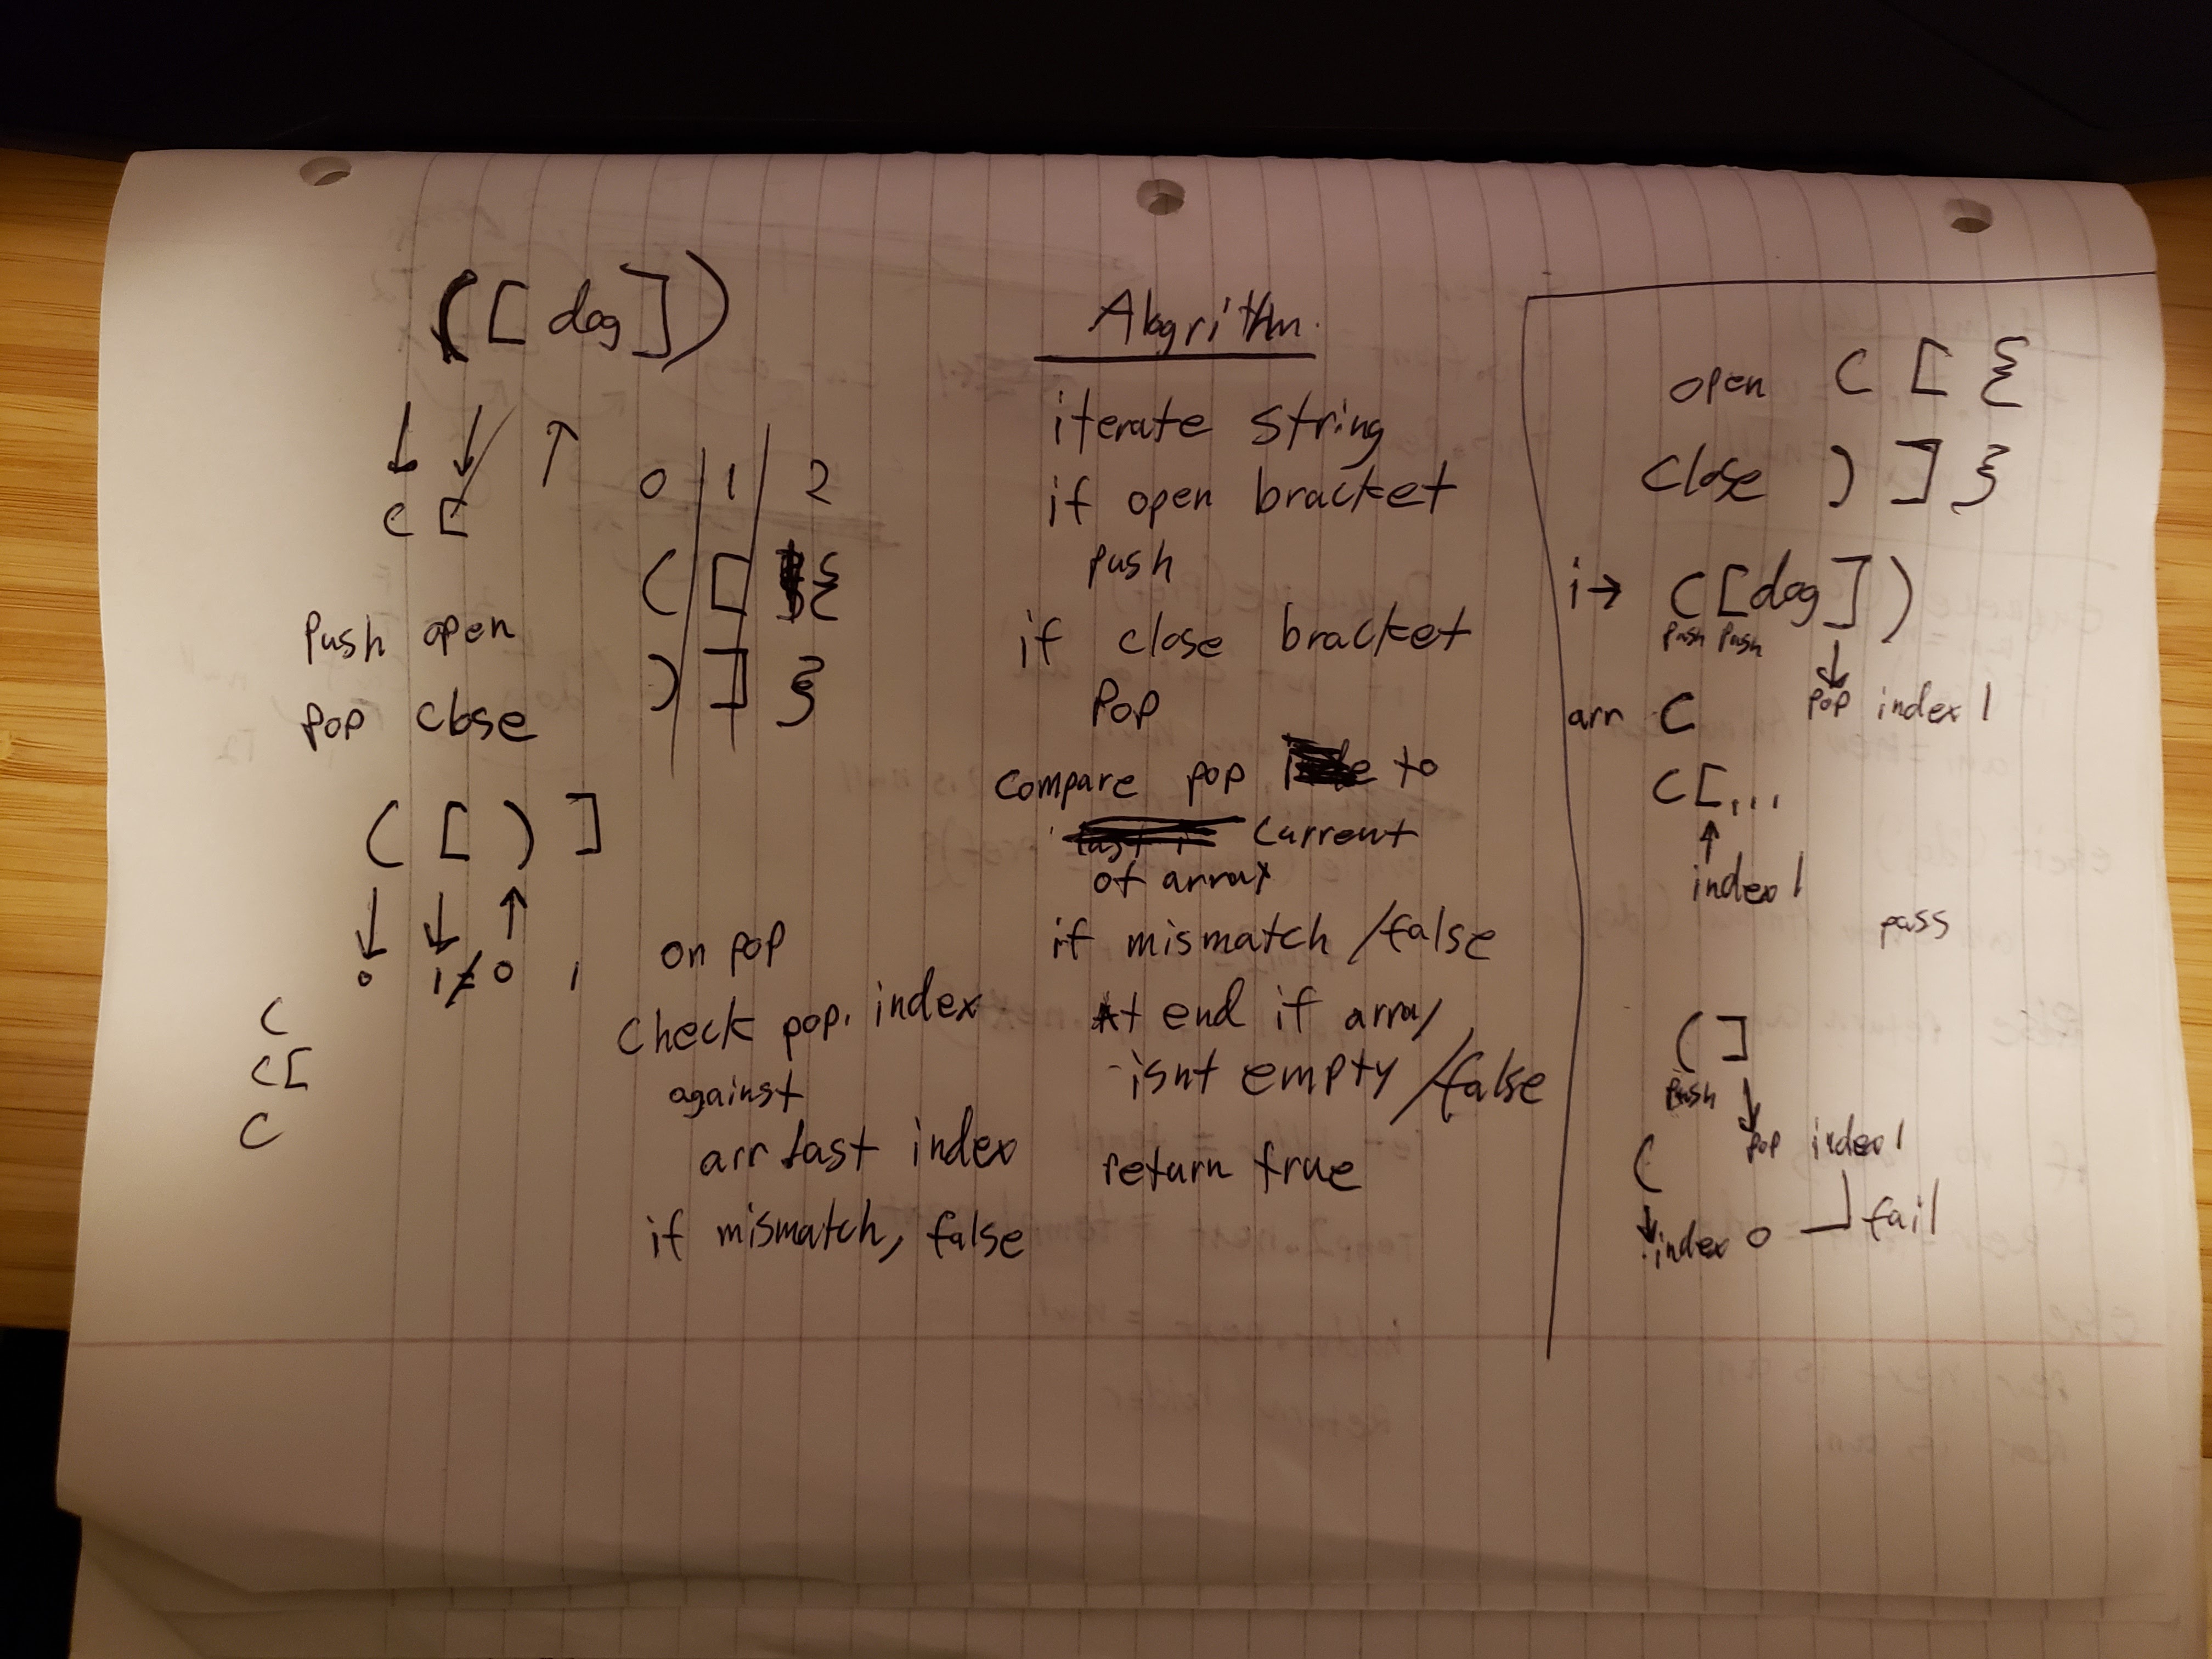 ([dog])
( [
0 1 2
( [ {
) ] }
Push open
Pop close
( [ ) ]
0 1 ≠ 0 1
(
( [
(
on pop
check pop. index
against
arr last index
if mismatch, false
Algorithm.
iterate string
if open bracket
push
if close bracket
Pop
compare pop to
current
of array
if mismatch /false
At end if array
isnt empty /false
return true
open ( [ {
close ) ] }
i→ ([dog])
push push
arr ( pop index 1
([...
index 1
pass
( ]
push
( pop index 1
index 0 fail